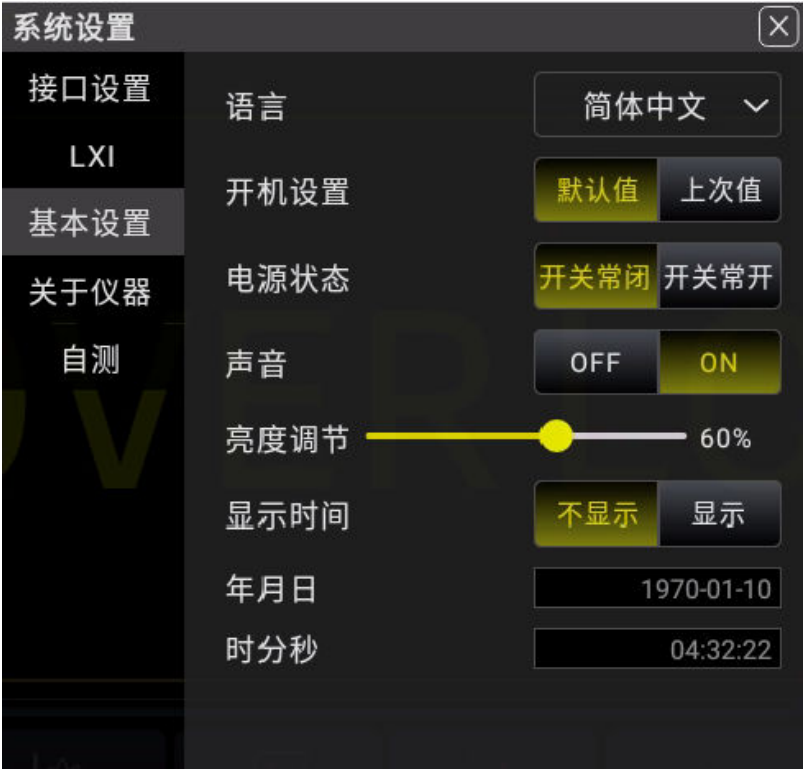 系统设置
接口设置
LXI
基本设置
关于仪器
自测
语言 简体中文
开机设置 默认值 上次值
电源状态 开关常闭 开关常开
声音 OFF ON
亮度调节 60%
显示时间 不显示 显示
年月日 1970-01-10
时分秒 04:32:22